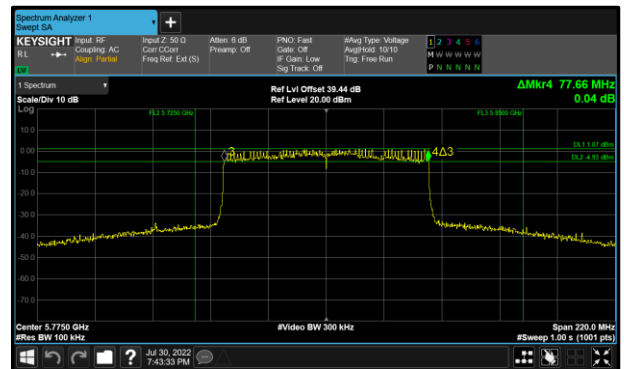 Spectrum Analyzer 1
Swept SA
+
KEYSIGHT
RL
Input: RF
Coupling: AC
Align: Partial
Input Z: 50 Ω
Corr CCorr
Freq Ref: Ext (S)
Atten: 6 dB
Preamp: Off
PNO: Fast
Gate: Off
IF Gain: Low
Sig Track: Off
#Avg Type: Voltage
Avg|Hold: 10/10
Trig: Free Run
1 2 3 4 5 6
M W W W W W
P N N N N N
1 Spectrum
Scale/Div 10 dB
Log
Ref Lvl Offset 39.44 dB
Ref Level 20.00 dBm
ΔMkr4 77.66 MHz
0.04 dB
FL2 5.7250 GHz
FL3 5.8500 GHz
10.0
0.00
3
4Δ3
DL1 1.07 dBm
DL2 -4.93 dBm
-10.0
-20.0
-30.0
-40.0
-50.0
-60.0
-70.0
Center 5.7750 GHz
#Res BW 100 kHz
#Video BW 300 kHz
Span 220.0 MHz
#Sweep 1.00 s (1001 pts)
?
Jul 30, 2022
7:43:33 PM